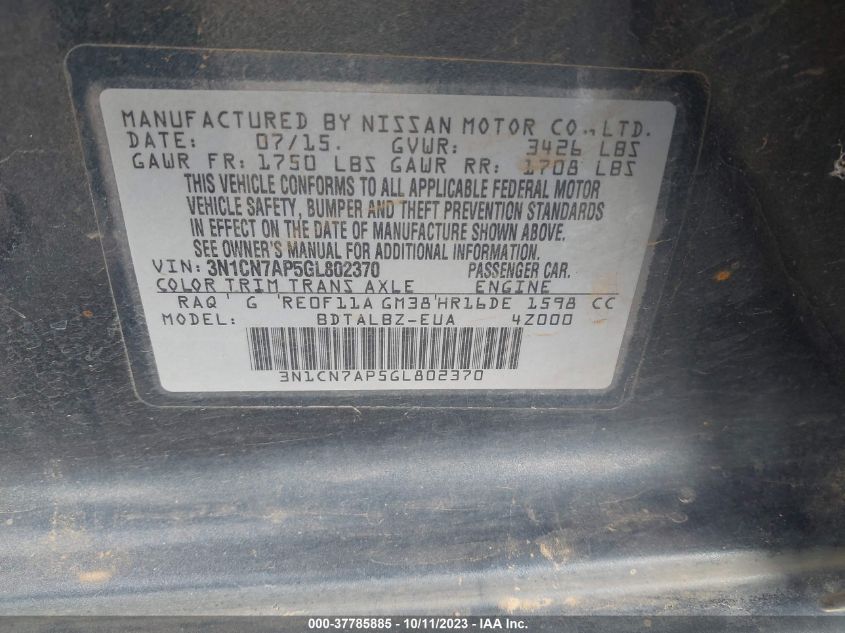 MANUFACTURED BY NISSAN MOTOR CO.,LTD.
DATE: 07/15. GVWR: 3426 LBS
GAWR FR: 1750 LBS GAWR RR: 1708 LBS
THIS VEHICLE CONFORMS TO ALL APPLICABLE FEDERAL MOTOR
VEHICLE SAFETY, BUMPER AND THEFT PREVENTION STANDARDS
IN EFFECT ON THE DATE OF MANUFACTURE SHOWN ABOVE.
SEE OWNER'S MANUAL FOR ADDITIONAL INFORMATION.
VIN: 3N1CN7AP5GL802370 PASSENGER CAR.
COLOR TRIM TRANS AXLE ENGINE
RAQ ' G 'RE0F11A GM38'HR16DE 1598 CC
MODEL: BDTALBZ-EUA 4Z000
3N1CN7AP5GL802370
000-37785885 - 10/11/2023 - IAA Inc.